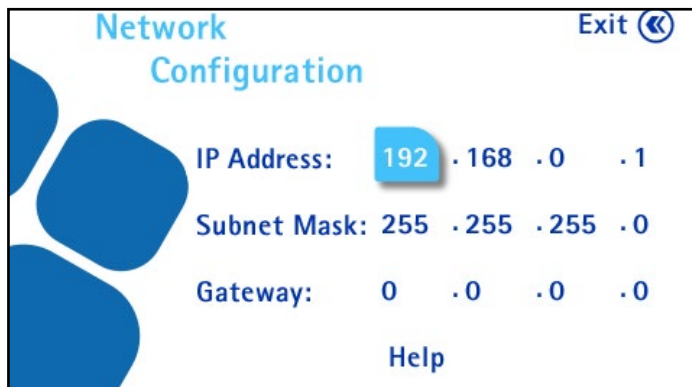 Network
Exit
Configuration
IP Address: 192 . 168 . 0 . 1
Subnet Mask: 255 . 255 . 255 . 0
Gateway: 0 . 0 . 0 . 0
Help